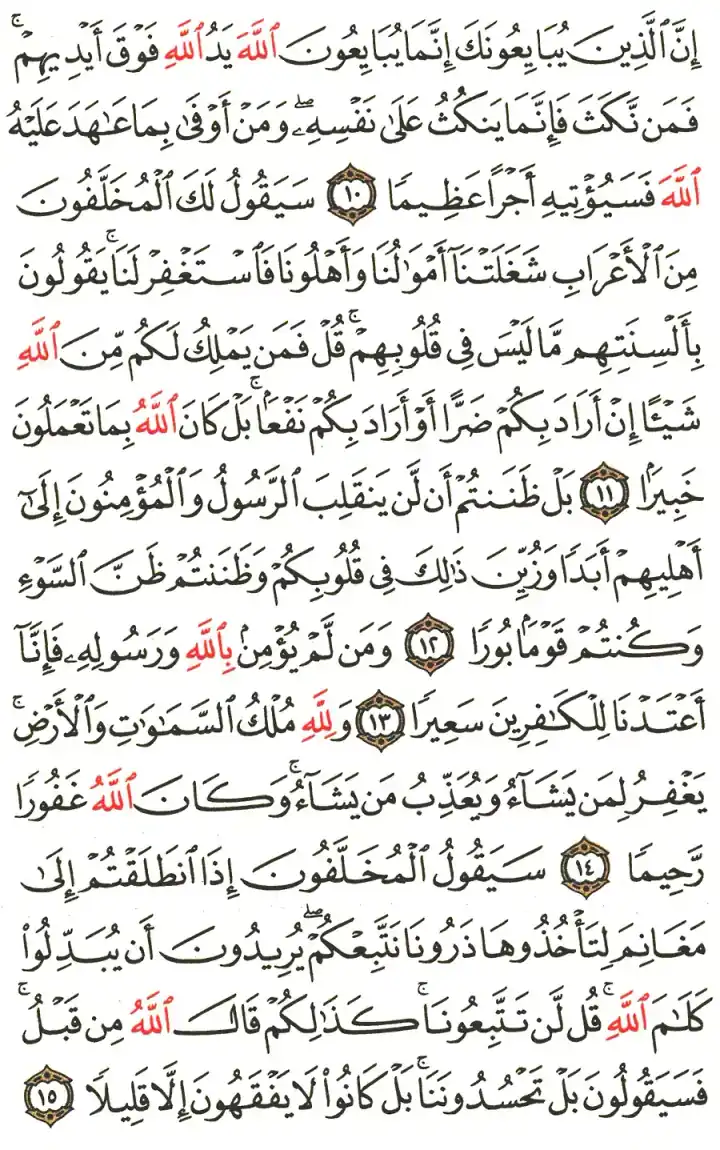 إِنَّ ٱلَّذِينَ يُبَايِعُونَكَ إِنَّمَا يُبَايِعُونَ ٱللَّهَ يَدُ ٱللَّهِ فَوْقَ أَيْدِيهِمْ ۚ
فَمَن نَّكَثَ فَإِنَّمَا يَنكُثُ عَلَىٰ نَفْسِهِۦ ۖ وَمَنْ أَوْفَىٰ بِمَا عَـٰهَدَ عَلَيْهُ
ٱللَّهَ فَسَيُؤْتِيهِ أَجْرًا عَظِيمًا ١٠ سَيَقُولُ لَكَ ٱلْمُخَلَّفُونَ
مِنَ ٱلْأَعْرَابِ شَغَلَتْنَآ أَمْوَٰلُنَا وَأَهْلُونَا فَٱسْتَغْفِرْ لَنَا ۚ يَقُولُونَ
بِأَلْسِنَتِهِم مَّا لَيْسَ فِى قُلُوبِهِمْ ۚ قُلْ فَمَن يَمْلِكُ لَكُم مِّنَ ٱللَّهِ
شَيْـًٔا إِنْ أَرَادَ بِكُمْ ضَرًّا أَوْ أَرَادَ بِكُمْ نَفْعًۢا ۚ بَلْ كَانَ ٱللَّهُ بِمَا تَعْمَلُونَ
خَبِيرًۢا ١١ بَلْ ظَنَنتُمْ أَن لَّن يَنقَلِبَ ٱلرَّسُولُ وَٱلْمُؤْمِنُونَ إِلَىٰٓ
أَهْلِيهِمْ أَبَدًا وَزُيِّنَ ذَٰلِكَ فِى قُلُوبِكُمْ وَظَنَنتُمْ ظَنَّ ٱلسَّوْءِ
وَكُنتُمْ قَوْمًۢا بُورًا ١٢ وَمَن لَّمْ يُؤْمِنۢ بِٱللَّهِ وَرَسُولِهِۦ فَإِنَّآ
أَعْتَدْنَا لِلْكَـٰفِرِينَ سَعِيرًا ١٣ وَلِلَّهِ مُلْكُ ٱلسَّمَـٰوَٰتِ وَٱلْأَرْضِ ۚ
يَغْفِرُ لِمَن يَشَآءُ وَيُعَذِّبُ مَن يَشَآءُ ۚ وَكَانَ ٱللَّهُ غَفُورًا
رَّحِيمًا ١٤ سَيَقُولُ ٱلْمُخَلَّفُونَ إِذَا ٱنطَلَقْتُمْ إِلَىٰ
مَغَانِمَ لِتَأْخُذُوهَا ذَرُونَا نَتَّبِعْكُمْ ۖ يُرِيدُونَ أَن يُبَدِّلُوا۟
كَلَـٰمَ ٱللَّهِ ۚ قُل لَّن تَتَّبِعُونَا ۚ كَذَٰلِكُمْ قَالَ ٱللَّهُ مِن قَبْلُ ۖ
فَسَيَقُولُونَ بَلْ تَحْسُدُونَنَا ۚ بَلْ كَانُوا۟ لَا يَفْقَهُونَ إِلَّا قَلِيلًا ١٥